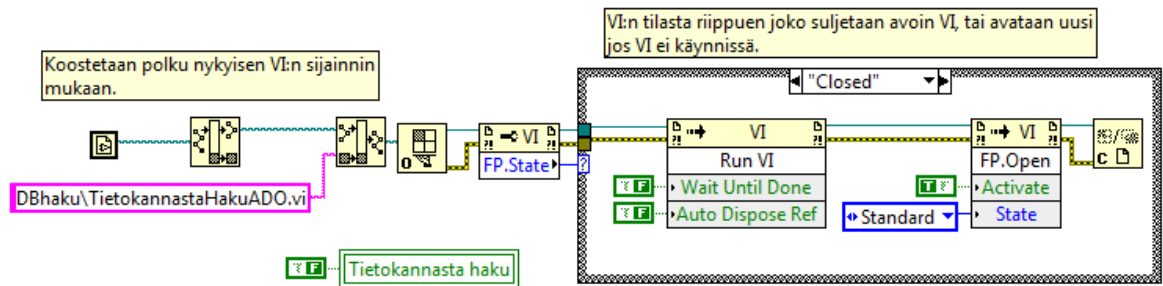 VI:n tilasta riippuen joko suljetaan avoin VI, tai avataan uusi
jos VI ei käynnissä.
Koostetaan polku nykyisen VI:n sijainnin
mukaan.
"Closed"
VI
FP.State
?
DBhaku\TietokannastaHakuADO.vi
VI
Run VI
F Wait Until Done
F Auto Dispose Ref
VI
FP.Open
T Activate
Standard State
C
O
F Tietokannasta haku